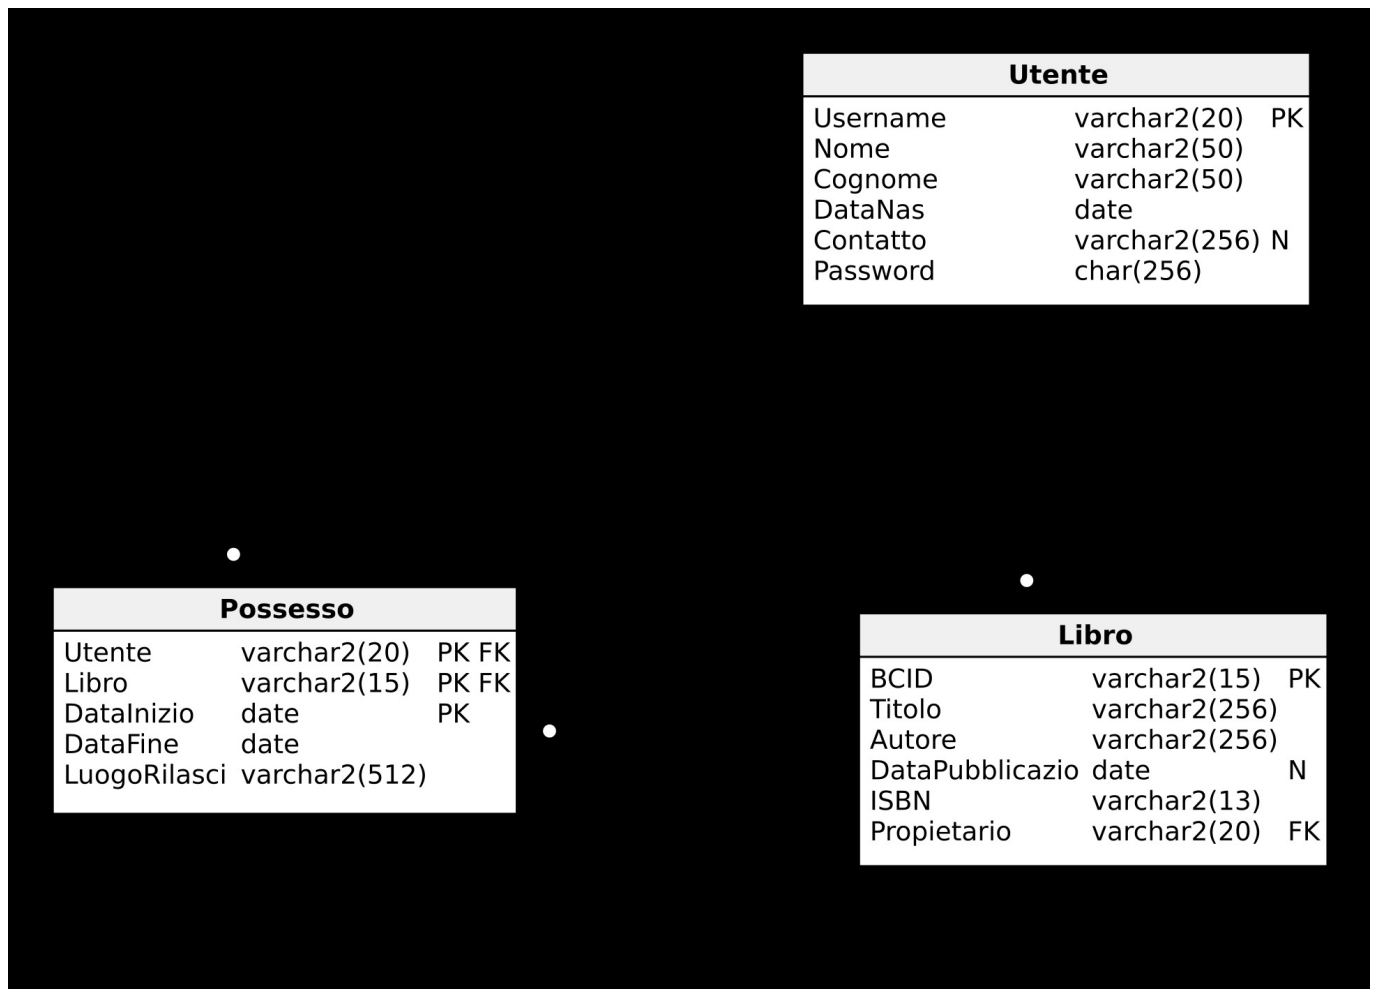 Utente
Username varchar2(20) PK
Nome varchar2(50)
Cognome varchar2(50)
DataNas date
Contatto varchar2(256) N
Password char(256)
Possesso
Utente varchar2(20) PK FK
Libro varchar2(15) PK FK
DataInizio date PK
DataFine date
LuogoRilasci varchar2(512)
Libro
BCID varchar2(15) PK
Titolo varchar2(256)
Autore varchar2(256)
DataPubblicazio date N
ISBN varchar2(13)
Propietario varchar2(20) FK